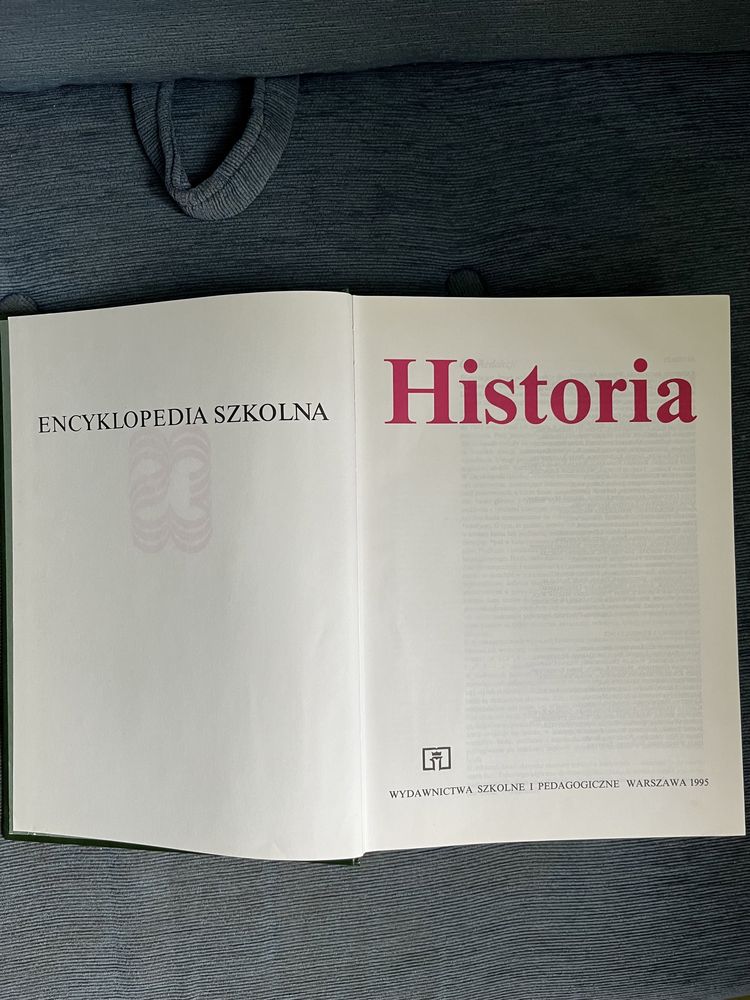 ENCYKLOPEDIA SZKOLNA
Historia
WYDAWNICTWA SZKOLNE I PEDAGOGICZNE WARSZAWA 1995